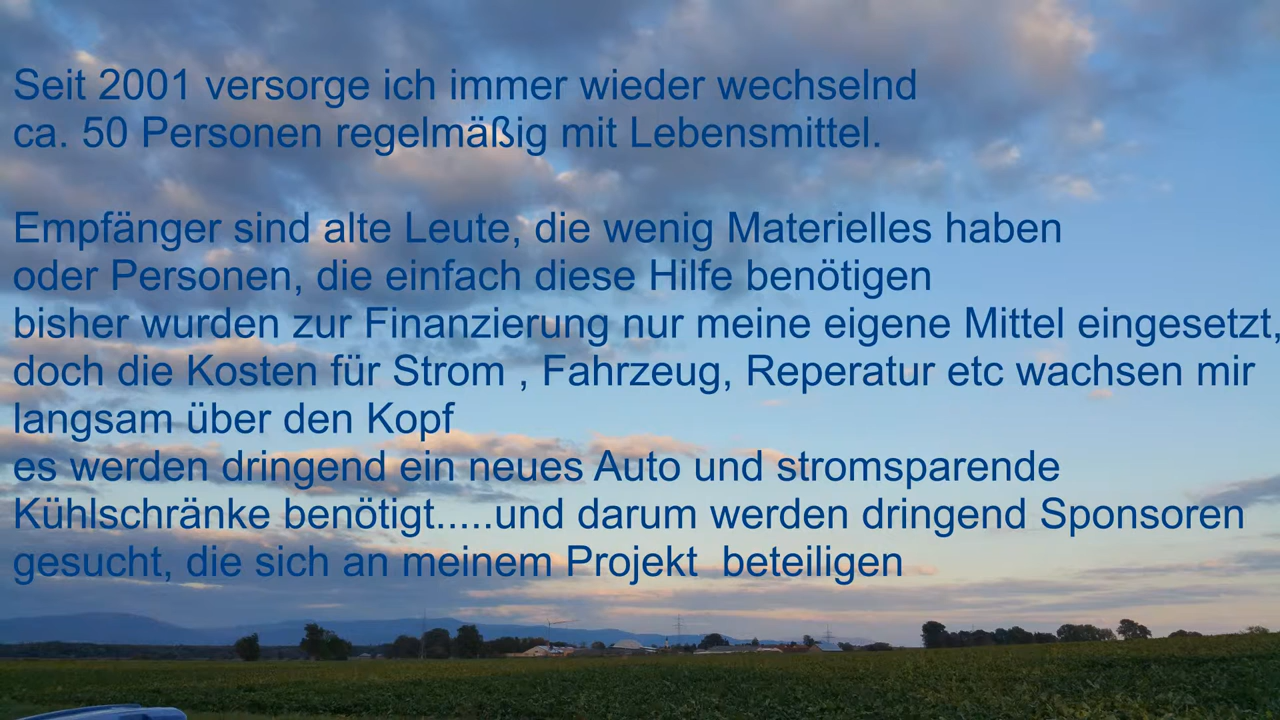 Seit 2001 versorge ich immer wieder wechselnd
ca. 50 Personen regelmäßig mit Lebensmittel.
Empfänger sind alte Leute, die wenig Materielles haben
oder Personen, die einfach diese Hilfe benötigen
bisher wurden zur Finanzierung nur meine eigene Mittel eingesetzt,
doch die Kosten für Strom , Fahrzeug, Reperatur etc wachsen mir
langsam über den Kopf
es werden dringend ein neues Auto und stromsparende
Kühlschränke benötigt.....und darum werden dringend Sponsoren
gesucht, die sich an meinem Projekt  beteiligen